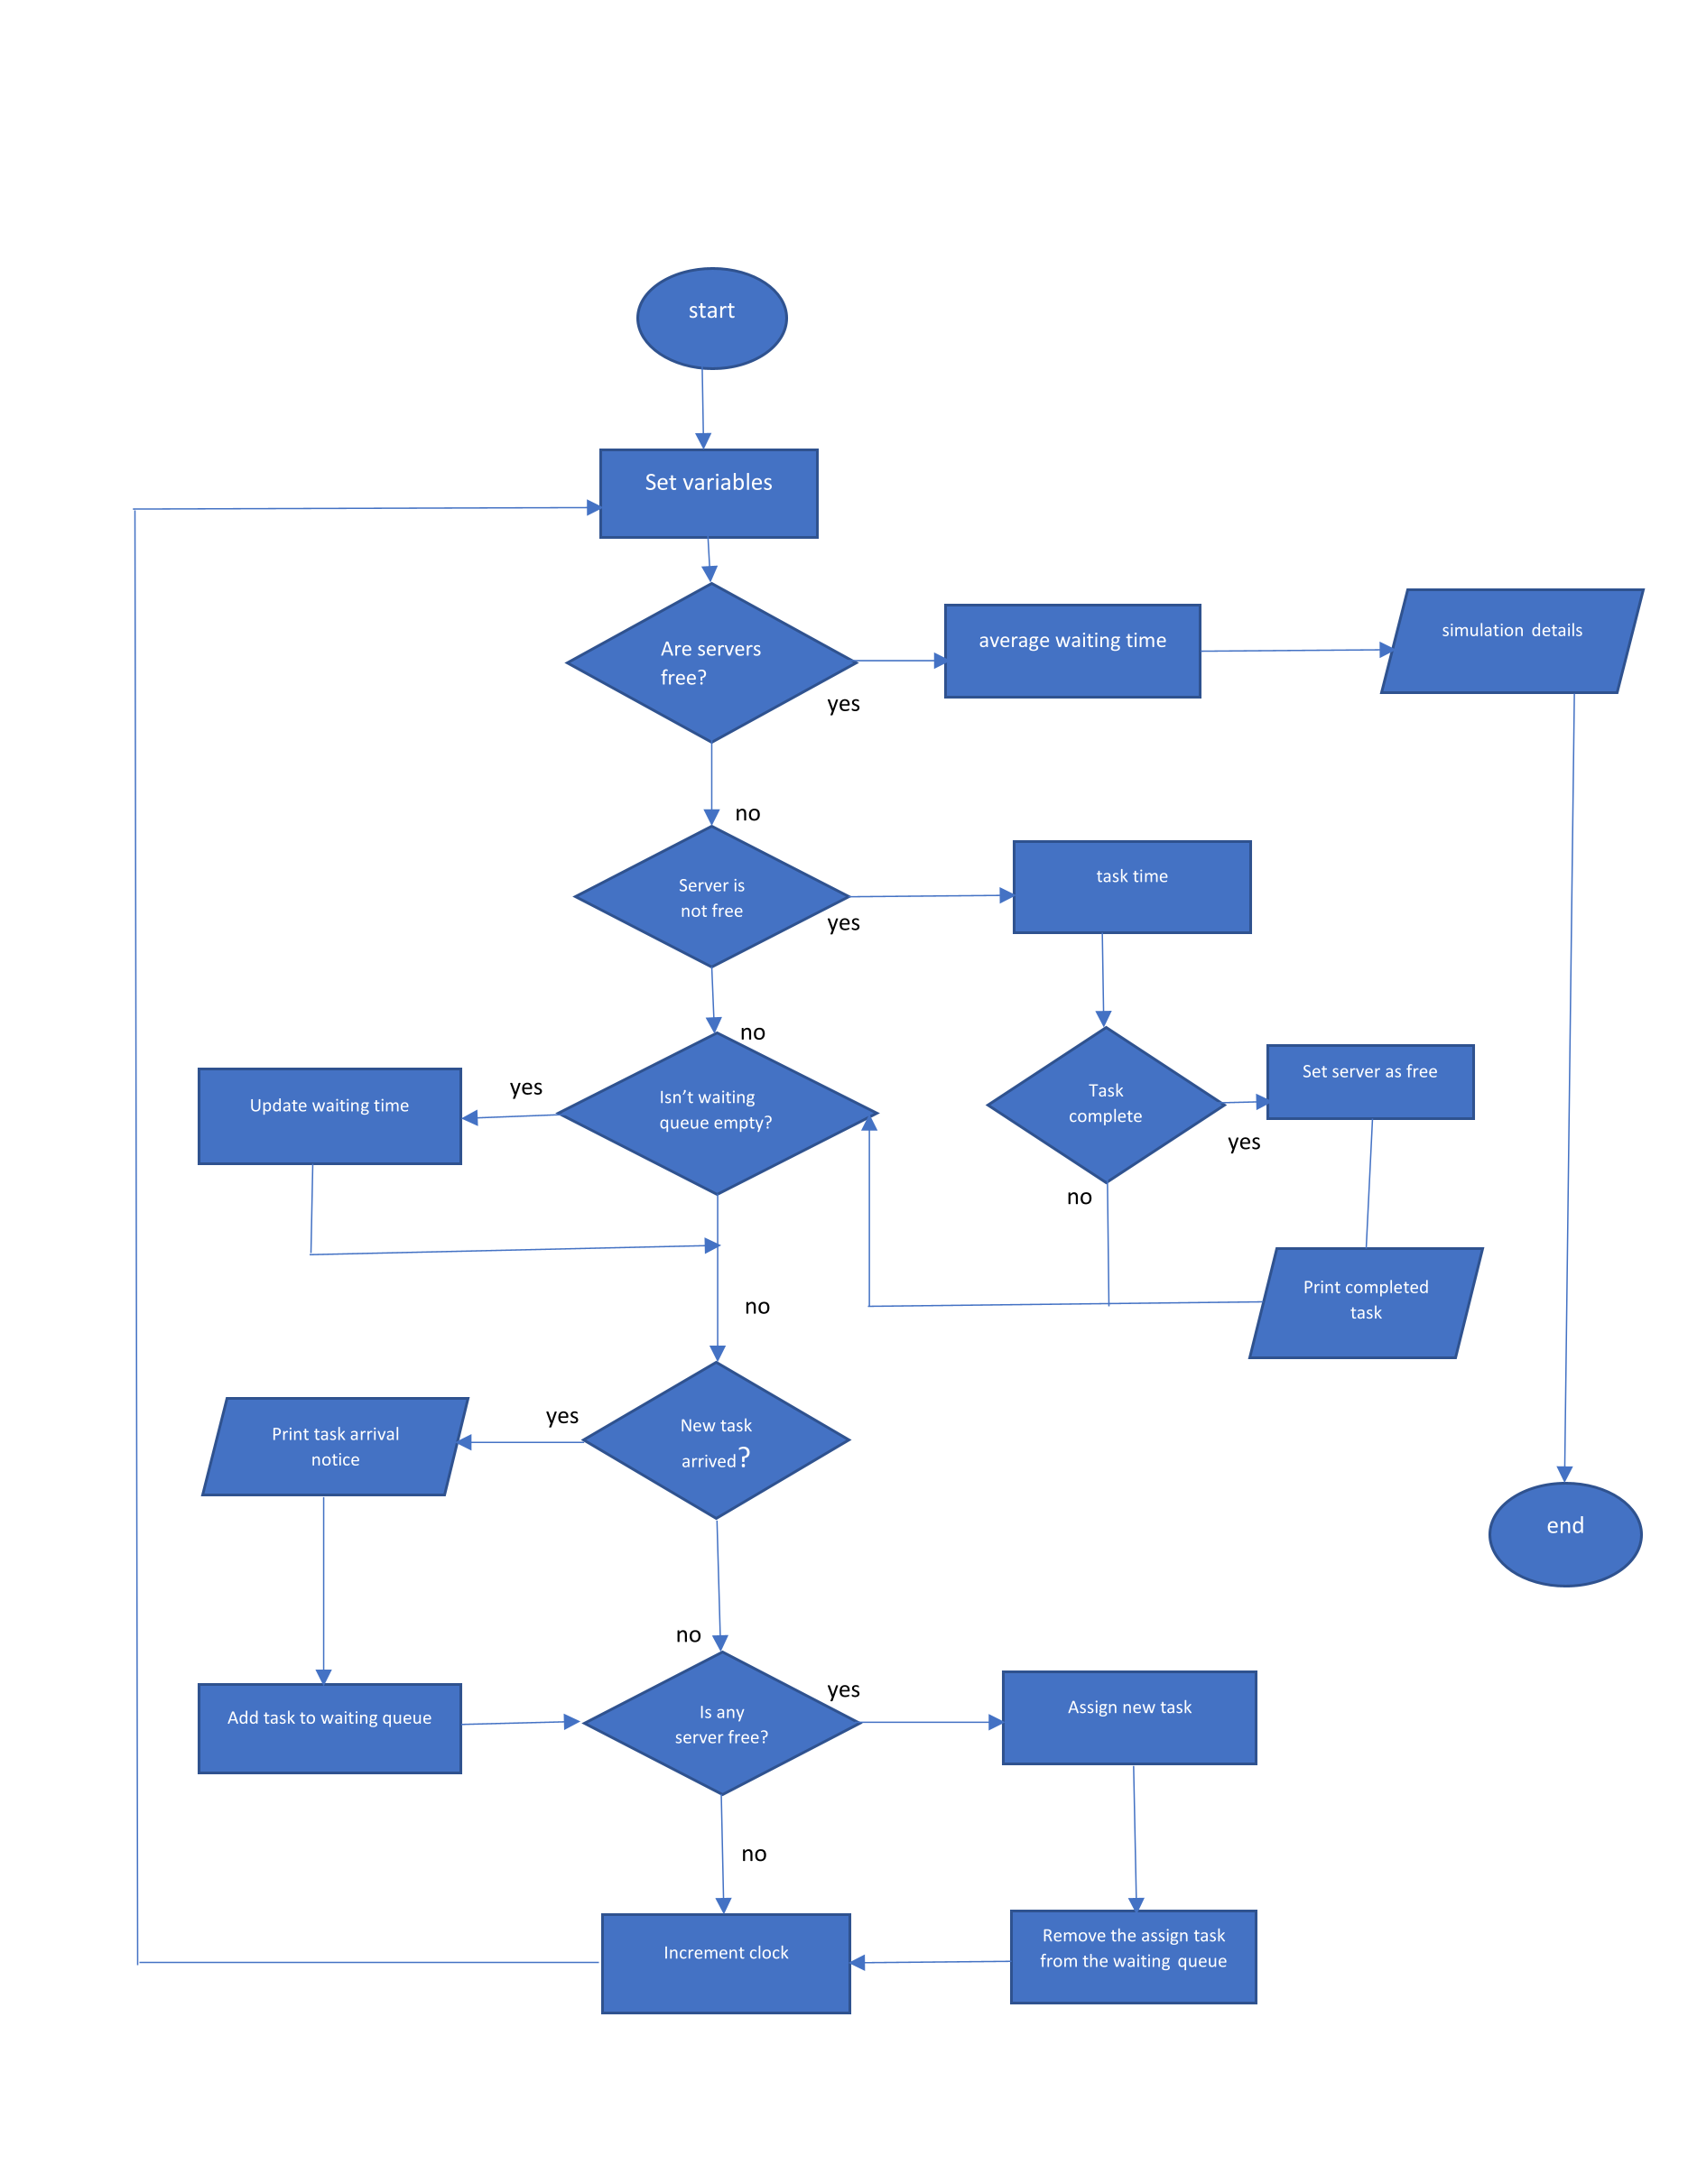 start
Set variables
Are servers
free?
yes
average waiting time
simulation details
no
Server is
not free
yes
task time
no
Isn’t waiting
queue empty?
yes
Update waiting time
Task
complete
yes
Set server as free
no
Print completed
task
no
New task
arrived?
yes
Print task arrival
notice
end
no
Add task to waiting queue
Is any
server free?
yes
Assign new task
no
Increment clock
Remove the assign task
from the waiting queue